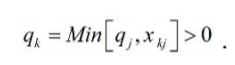 q_k = Min[q_j, x_kj] > 0 .